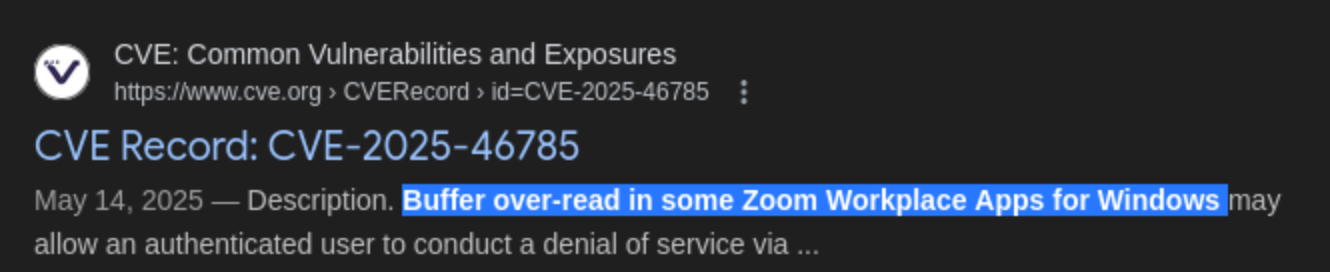 CVE: Common Vulnerabilities and Exposures
https://www.cve.org › CVERecord › id=CVE-2025-46785
CVE Record: CVE-2025-46785
May 14, 2025 — Description. Buffer over-read in some Zoom Workplace Apps for Windows may
allow an authenticated user to conduct a denial of service via ...